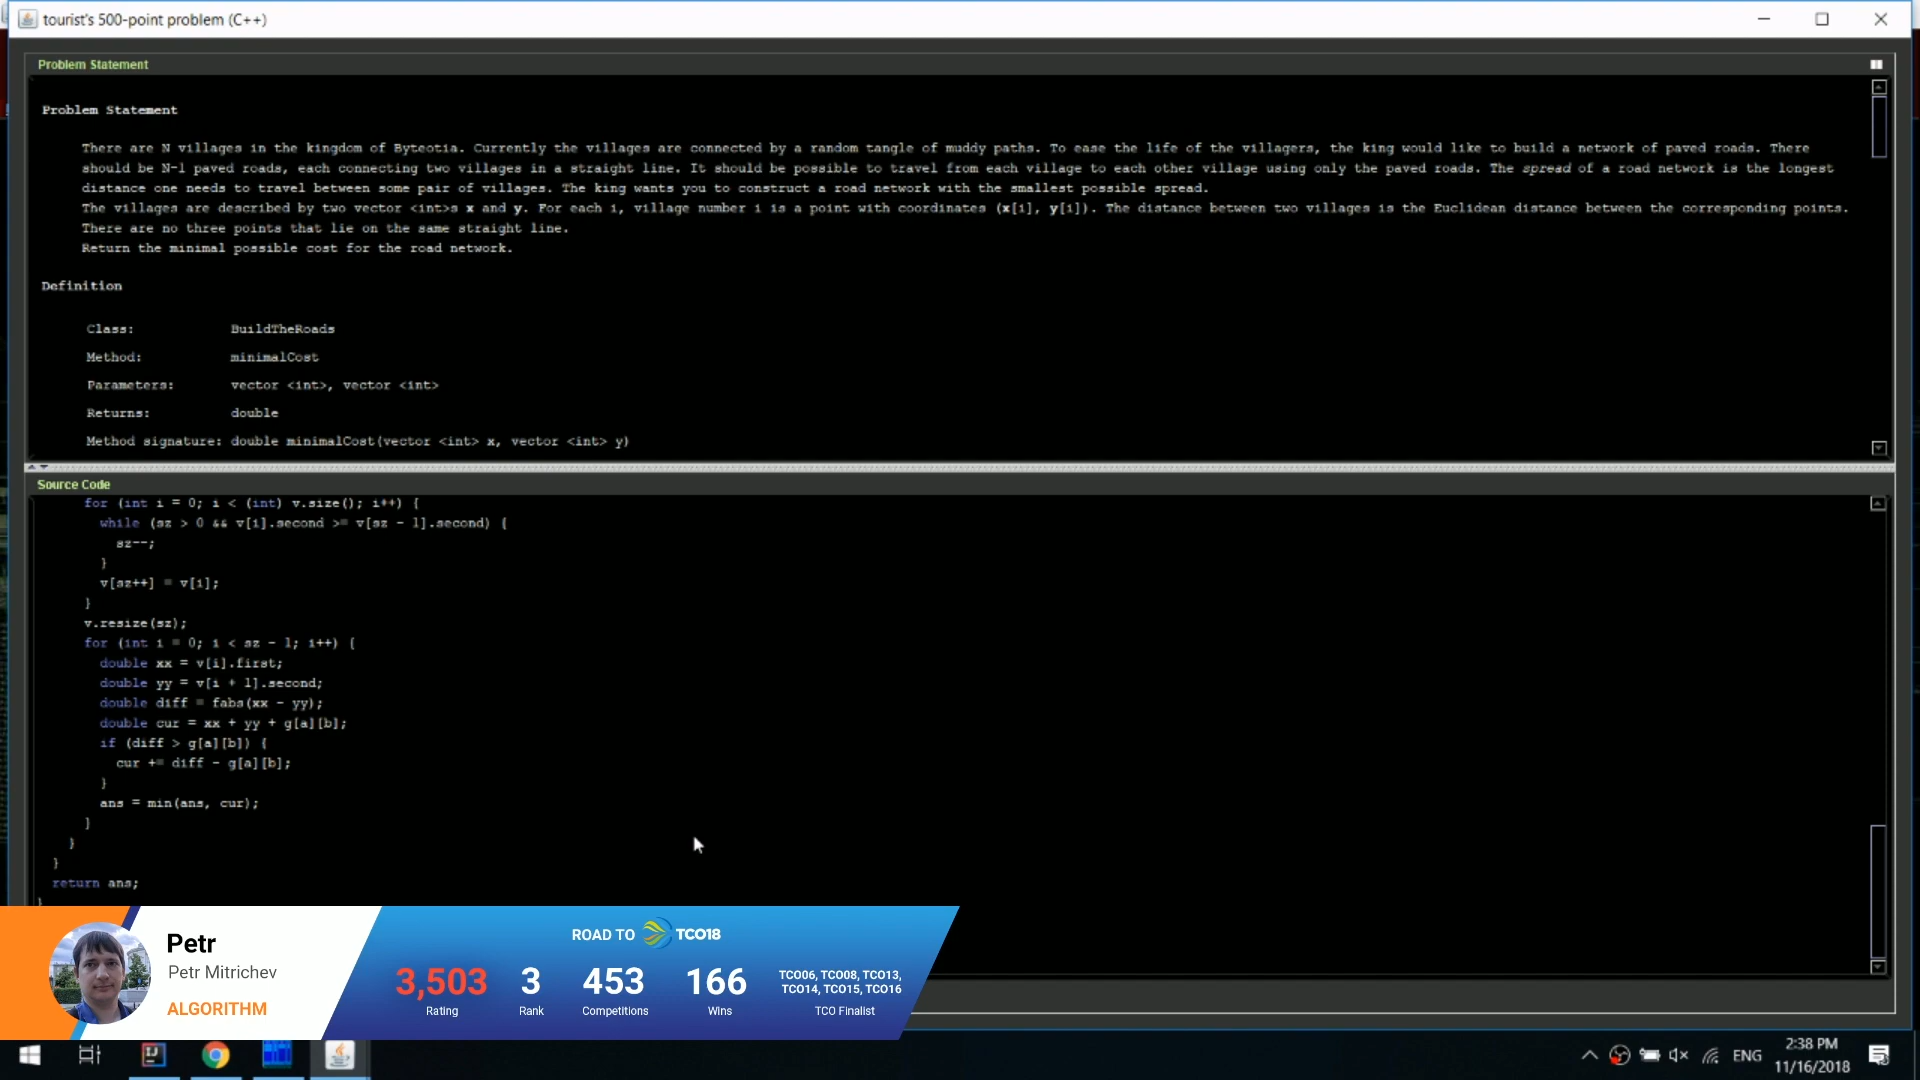 tourist's 500-point problem (C++)
Problem Statement
Problem Statement
There are N villages in the kingdom of Byteotia. Currently the villages are connected by a random tangle of muddy paths. To ease the life of the villagers, the king would like to build a network of paved roads. There
should be N-1 paved roads, each connecting two villages in a straight line. It should be possible to travel from each village to each other village using only the paved roads. The spread of a road network is the longest
distance one needs to travel between some pair of villages. The king wants you to construct a road network with the smallest possible spread.
The villages are described by two vector <int>s x and y. For each i, village number i is a point with coordinates (x[i], y[i]). The distance between two villages is the Euclidean distance between the corresponding points.
There are no three points that lie on the same straight line.
Return the minimal possible cost for the road network.
Definition
Class: BuildTheRoads
Method: minimalCost
Parameters: vector <int>, vector <int>
Returns: double
Method signature: double minimalCost(vector <int> x, vector <int> y)
Source Code
for (int i = 0; i < (int) v.size(); i++) {
while (sz > 0 && v[i].second >= v[sz - 1].second) {
sz--;
}
v[sz++] = v[i];
}
v.resize(sz);
for (int i = 0; i < sz - 1; i++) {
double xx = v[i].first;
double yy = v[i + 1].second;
double diff = fabs(xx - yy);
double cur = xx + yy + g[a][b];
if (diff > g[a][b]) {
cur += diff - g[a][b];
}
ans = min(ans, cur);
}
}
}
return ans;
Petr
Petr Mitrichev
ALGORITHM
ROAD TO TCO18
3,503 3 453 166
Rating Rank Competitions Wins
TCO06, TCO08, TCO13,
TCO14, TCO15, TCO16
TCO Finalist
ENG
2:38 PM
11/16/2018